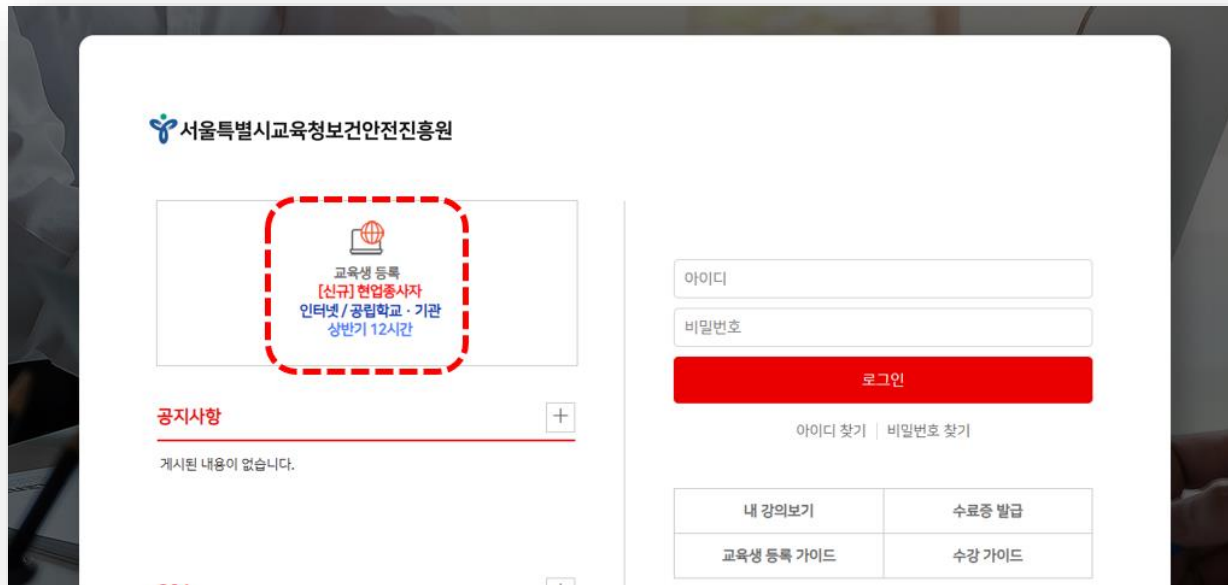 서울특별시교육청보건안전진흥원
교육생 등록
[신규] 현업종사자
인터넷 / 공립학교 · 기관
상반기 12시간
공지사항
게시된 내용이 없습니다.
아이디
비밀번호
로그인
아이디 찾기
비밀번호 찾기
내 강의보기
수료증 발급
교육생 등록 가이드
수강 가이드